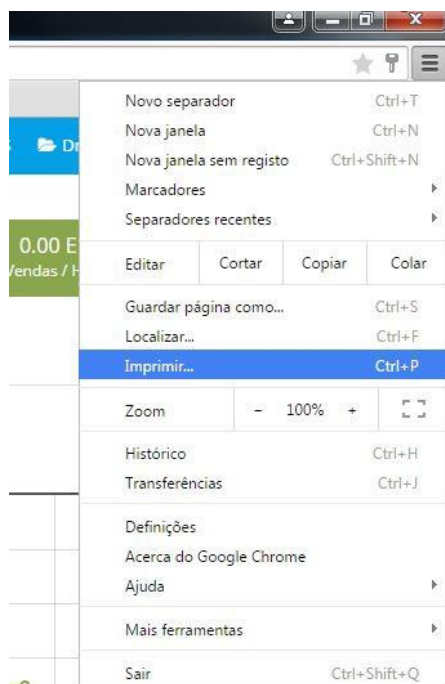 Dr
0.00 E
Vendas / H
Novo separador Ctrl+T
Nova janela Ctrl+N
Nova janela sem registo Ctrl+Shift+N
Marcadores
Separadores recentes
Editar Cortar Copiar Colar
Guardar página como... Ctrl+S
Localizar... Ctrl+F
Imprimir... Ctrl+P
Zoom - 100% +
Histórico Ctrl+H
Transferências Ctrl+J
Definições
Acerca do Google Chrome
Ajuda
Mais ferramentas
Sair Ctrl+Shift+Q